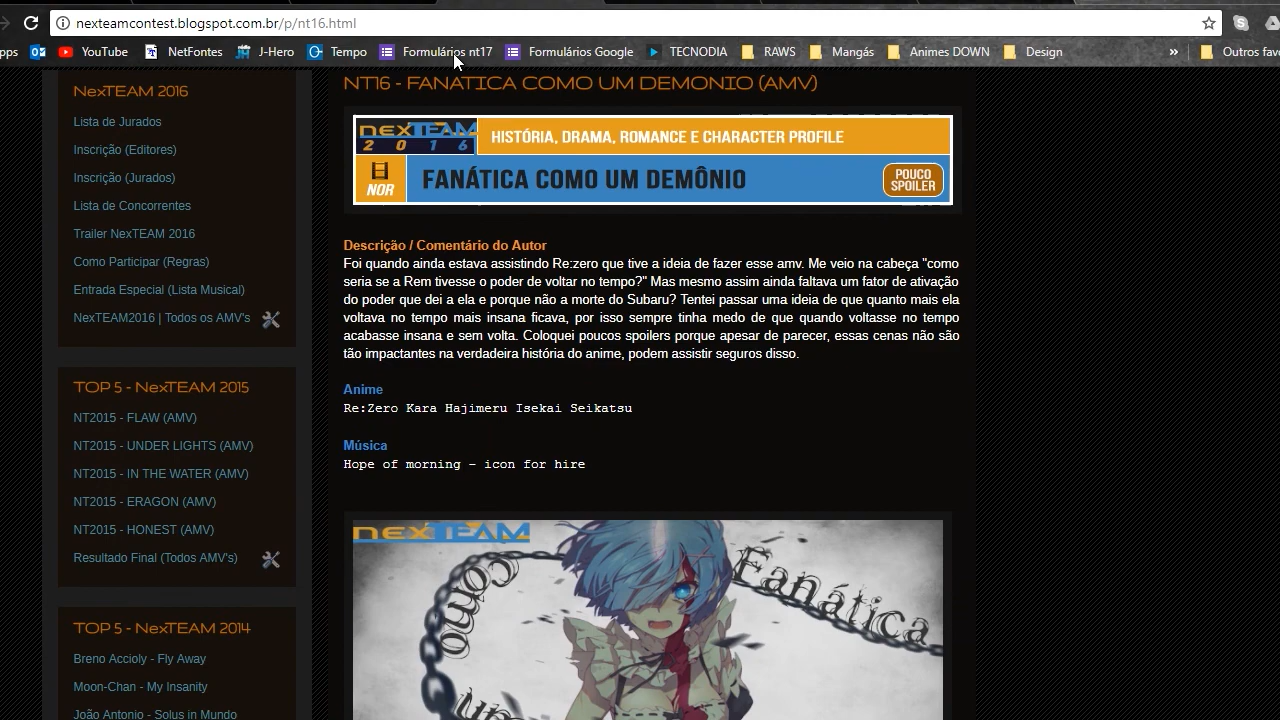 nexteamcontest.blogspot.com.br/p/nt16.html
pps YouTube NetFontes J-Hero Tempo Formulários nt17 Formulários Google TECNODIA RAWS Mangás Animes DOWN Design » Outros fav
NexTEAM 2016
Lista de Jurados
Inscrição (Editores)
Inscrição (Jurados)
Lista de Concorrentes
Trailer NexTEAM 2016
Como Participar (Regras)
Entrada Especial (Lista Musical)
NexTEAM2016 | Todos os AMV's
TOP 5 - NexTEAM 2015
NT2015 - FLAW (AMV)
NT2015 - UNDER LIGHTS (AMV)
NT2015 - IN THE WATER (AMV)
NT2015 - ERAGON (AMV)
NT2015 - HONEST (AMV)
Resultado Final (Todos AMV's)
TOP 5 - NexTEAM 2014
Breno Accioly - Fly Away
Moon-Chan - My Insanity
João Antonio - Solus in Mundo
NT16 - FANATICA COMO UM DEMONIO (AMV)
NEXTEAM
2016
HISTÓRIA, DRAMA, ROMANCE E CHARACTER PROFILE
NOR
FANÁTICA COMO UM DEMÔNIO
POUCO
SPOILER
Descrição / Comentário do Autor
Foi quando ainda estava assistindo Re:zero que tive a ideia de fazer esse amv. Me veio na cabeça "como
seria se a Rem tivesse o poder de voltar no tempo?" Mas mesmo assim ainda faltava um fator de ativação
do poder que dei a ela e porque não a morte do Subaru? Tentei passar uma ideia de que quanto mais ela
voltava no tempo mais insana ficava, por isso sempre tinha medo de que quando voltasse no tempo
acabasse insana e sem volta. Coloquei poucos spoilers porque apesar de parecer, essas cenas não são
tão impactantes na verdadeira história do anime, podem assistir seguros disso.
Anime
Re:Zero Kara Hajimeru Isekai Seikatsu
Música
Hope of morning - icon for hire
NEXTEAM
Fanática
Como
um